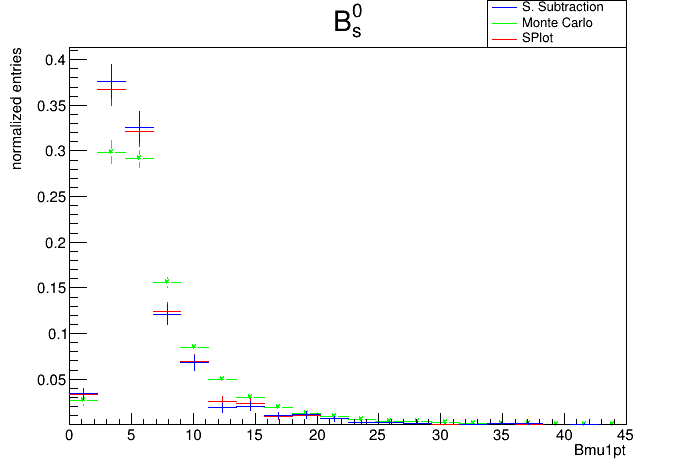 B0s
S. Subtraction
Monte Carlo
SPlot
normalized entries
0.4
0.35
0.3
0.25
0.2
0.15
0.1
0.05
0 5 10 15 20 25 30 35 40 45
Bmu1pt